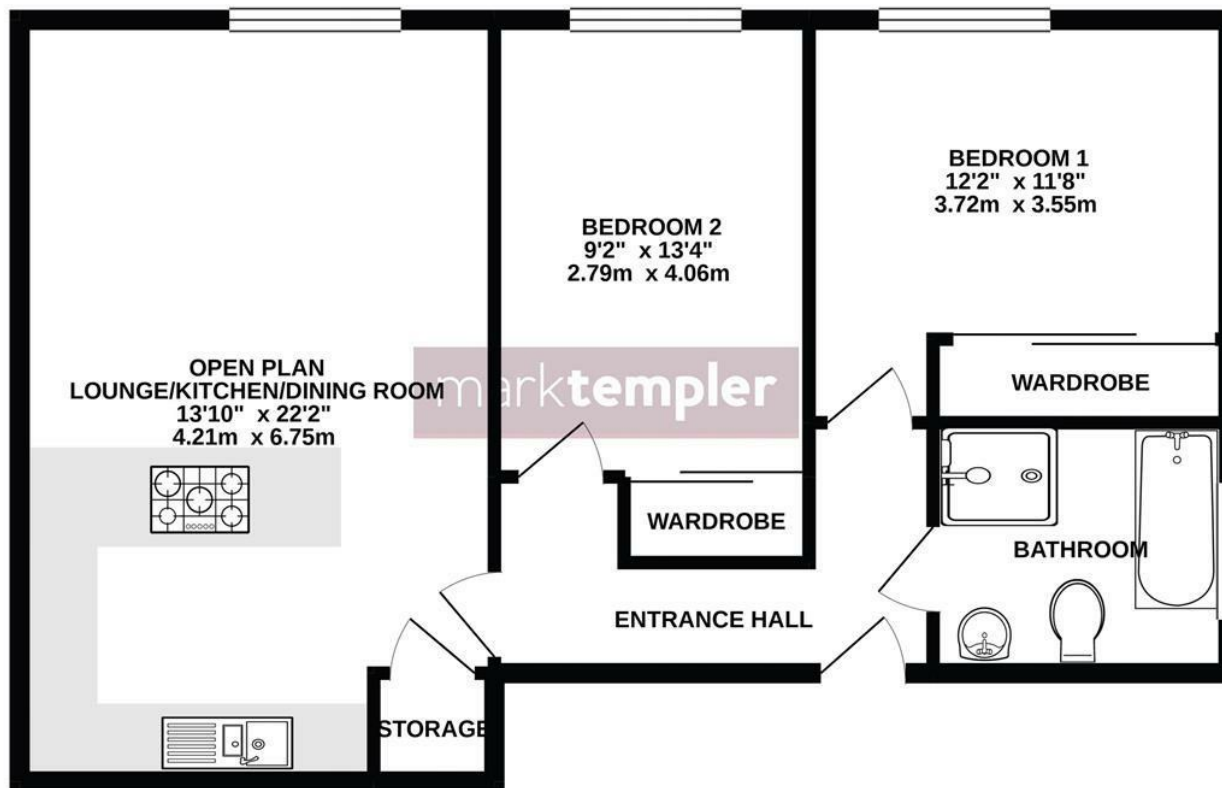 BEDROOM 1
12'2" x 11'8"
3.72m x 3.55m
BEDROOM 2
9'2" x 13'4"
2.79m x 4.06m
OPEN PLAN
LOUNGE/KITCHEN/DINING ROOM
13'10" x 22'2"
4.21m x 6.75m
marktempler
WARDROBE
WARDROBE
BATHROOM
ENTRANCE HALL
STORAGE